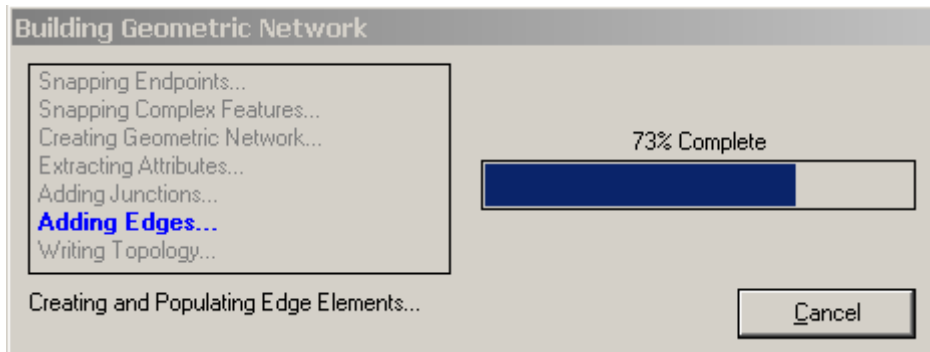 Building Geometric Network
Snapping Endpoints...
Snapping Complex Features...
Creating Geometric Network...
Extracting Attributes...
Adding Junctions...
Adding Edges...
Writing Topology...
73% Complete
Creating and Populating Edge Elements...
Cancel